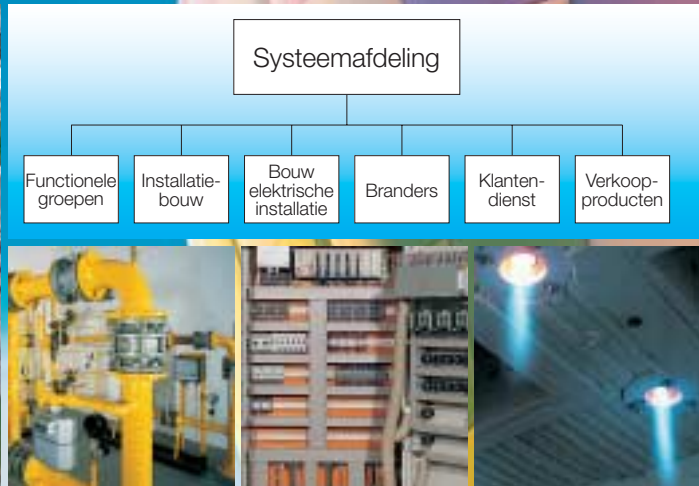 Systeemafdeling
Functionele
groepen
Installatie-
bouw
Bouw
elektrische
installatie
Branders
Klanten-
dienst
Verkoop-
producten